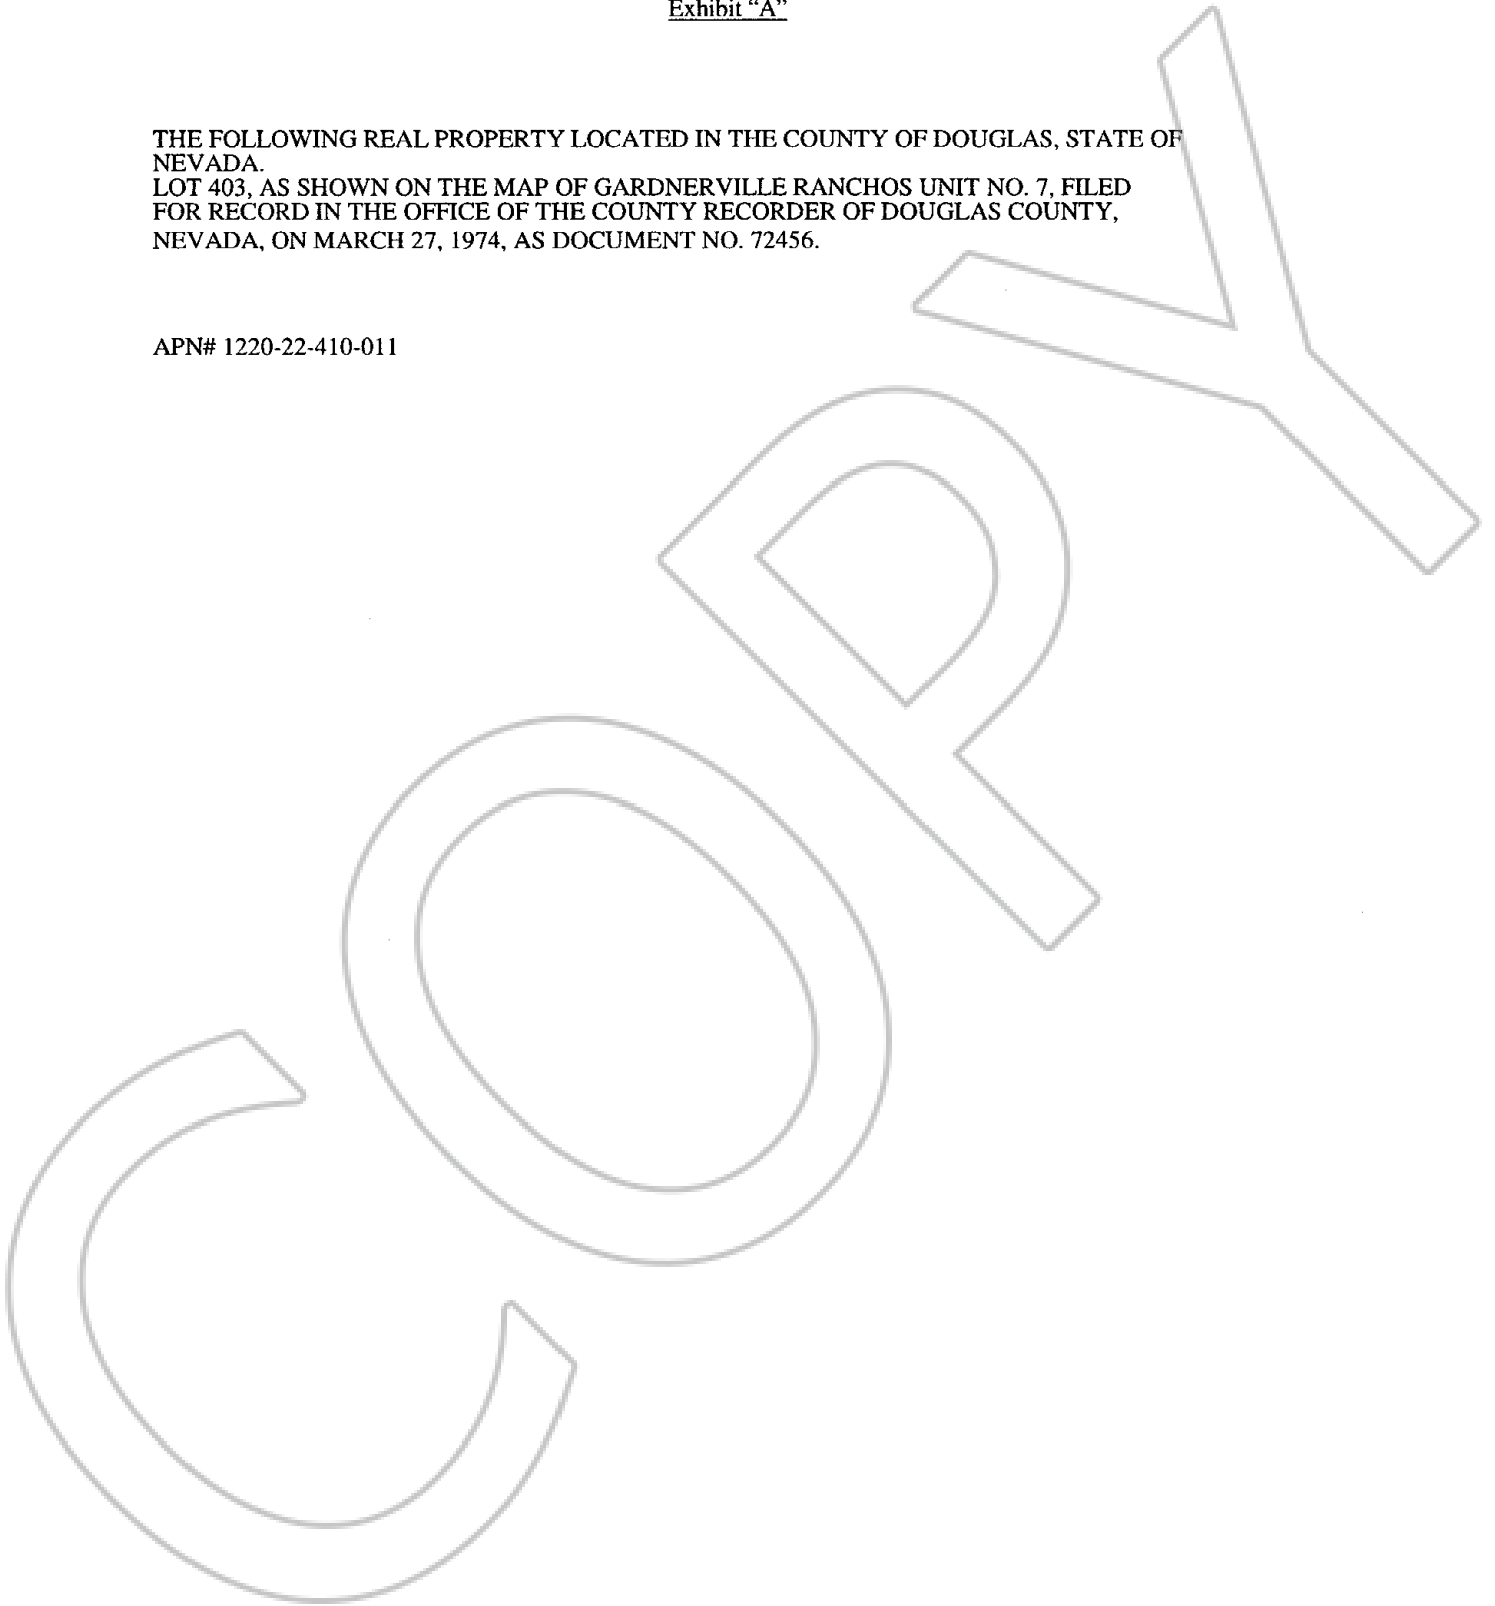 Exhibit “A”
THE FOLLOWING REAL PROPERTY LOCATED IN THE COUNTY OF DOUGLAS, STATE OF
NEVADA.
LOT 403, AS SHOWN ON THE MAP OF GARDNERVILLE RANCHOS UNIT NO. 7, FILED
FOR RECORD IN THE OFFICE OF THE COUNTY RECORDER OF DOUGLAS COUNTY,
NEVADA, ON MARCH 27, 1974, AS DOCUMENT NO. 72456.
APN# 1220-22-410-011
COPY